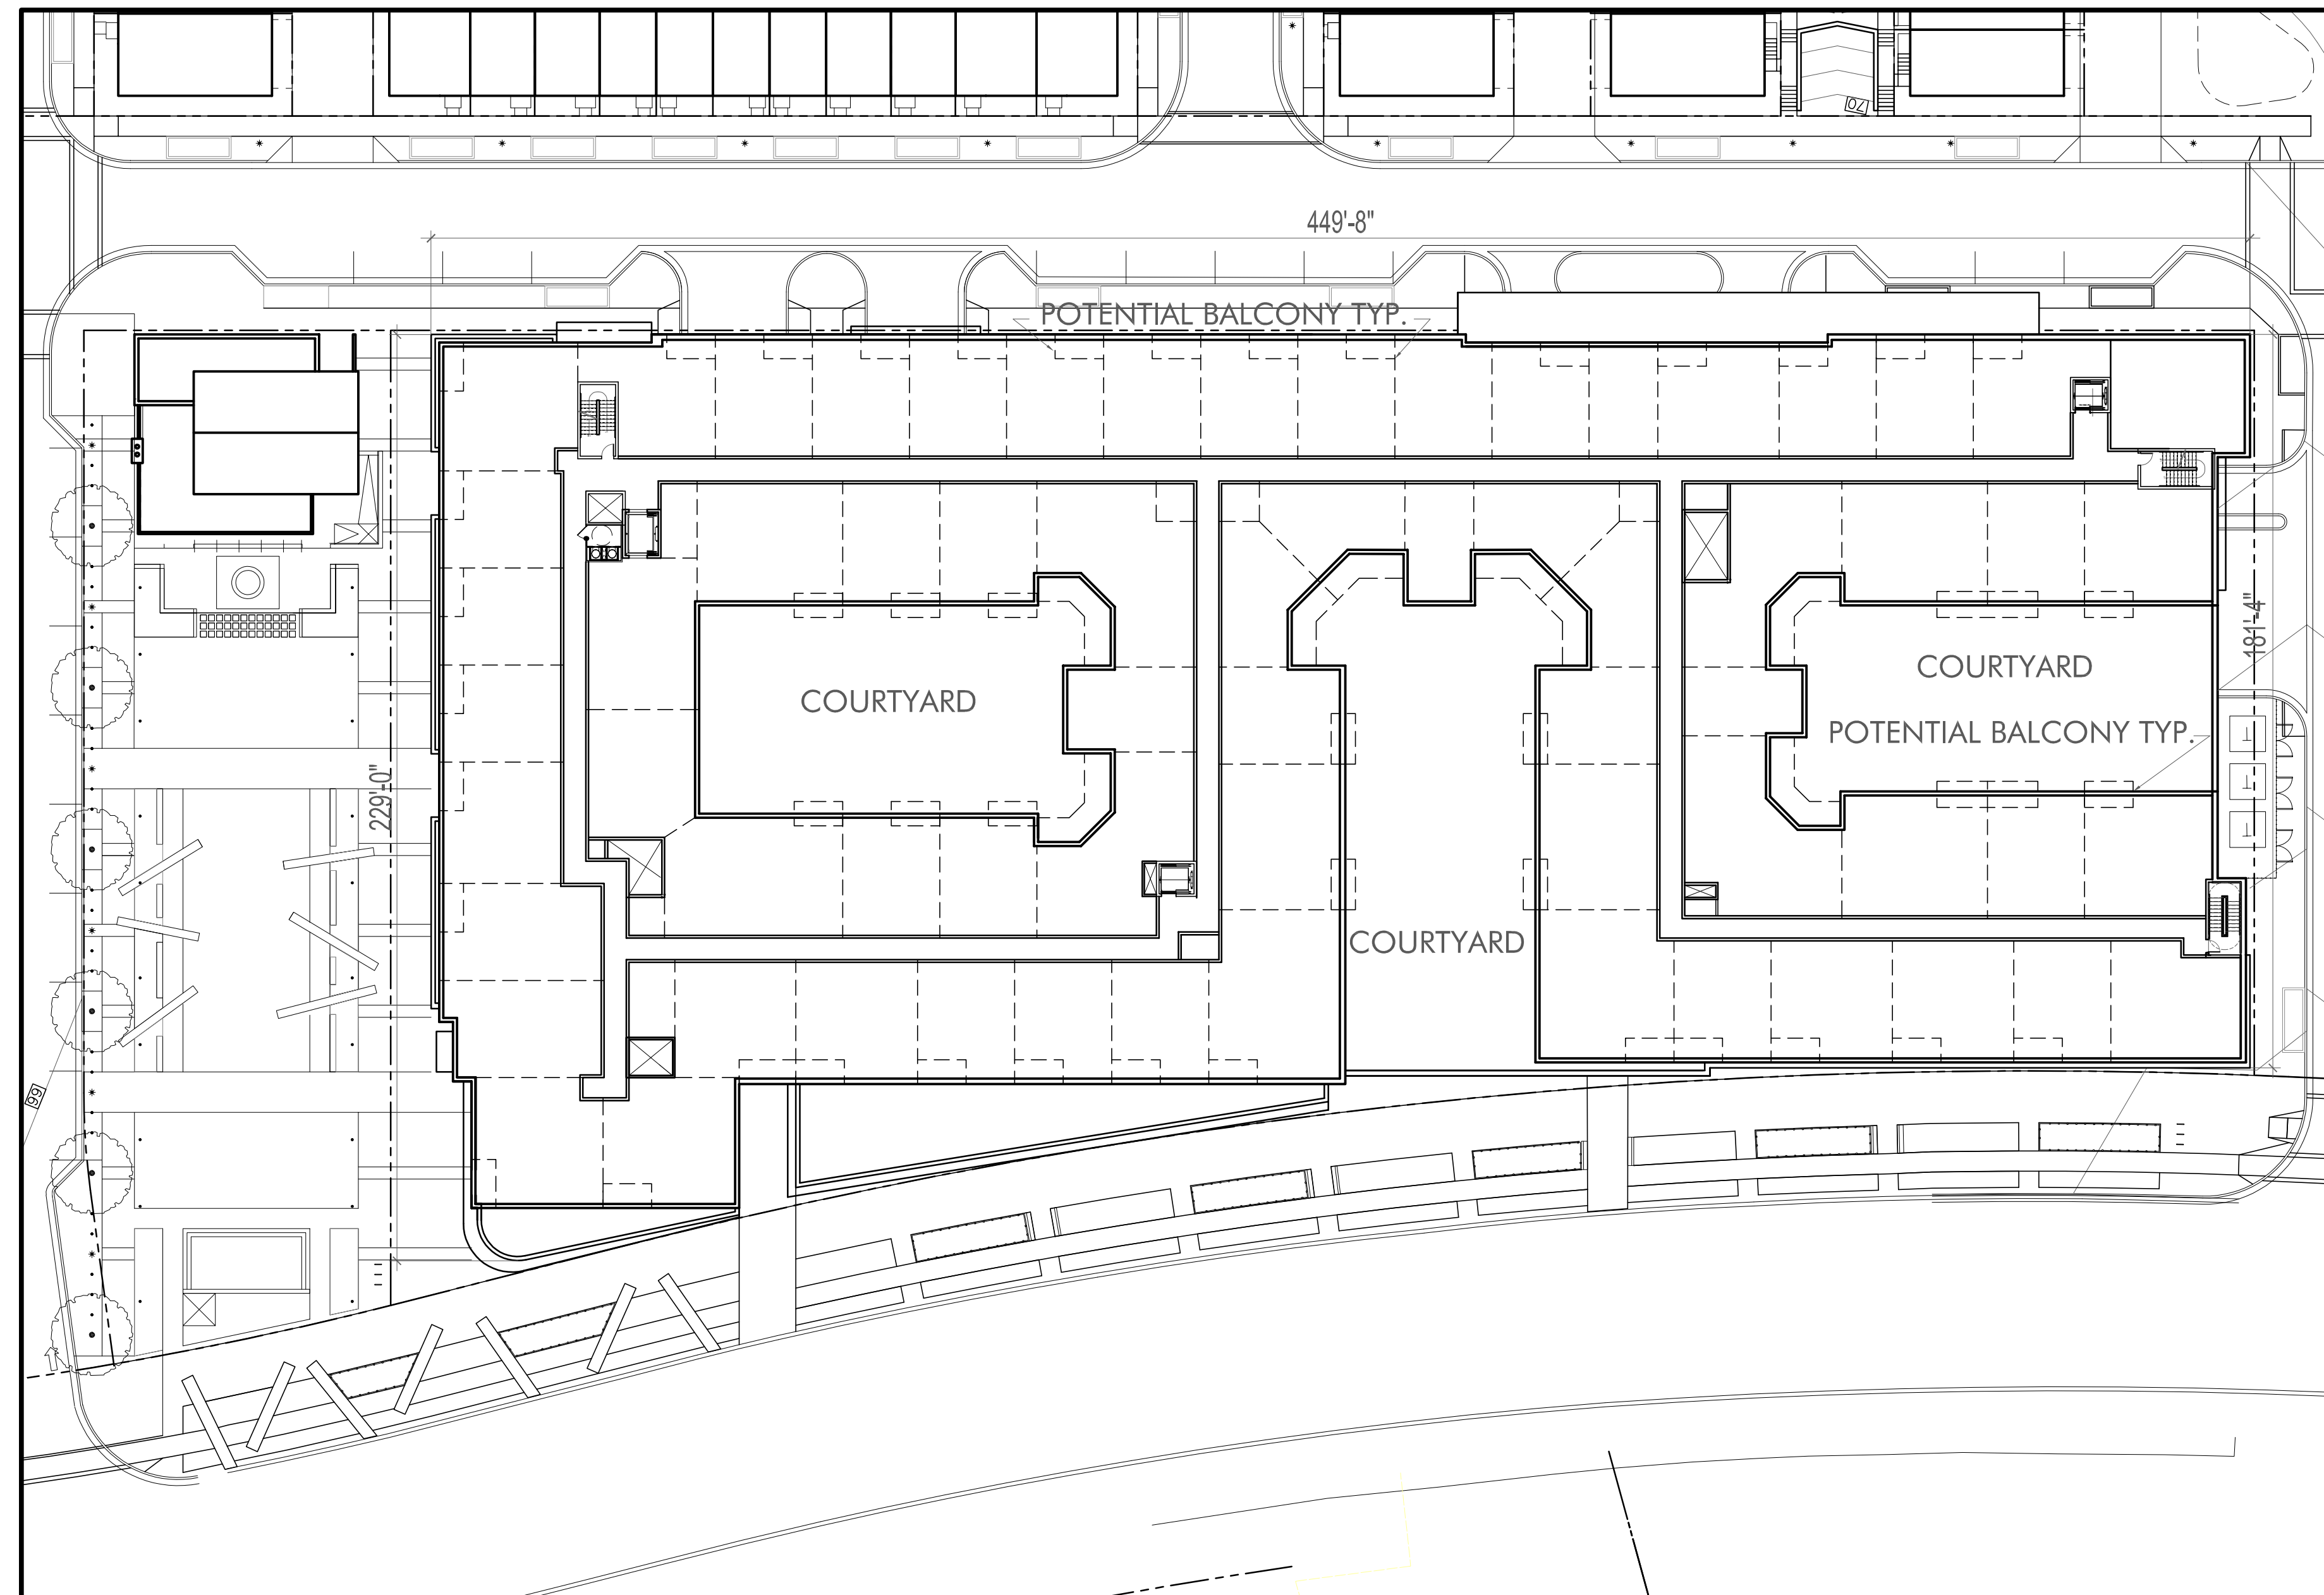 70
449'-8"
POTENTIAL BALCONY TYP.
181'-4"
COURTYARD
COURTYARD
POTENTIAL BALCONY TYP.
229'-0"
COURTYARD
66